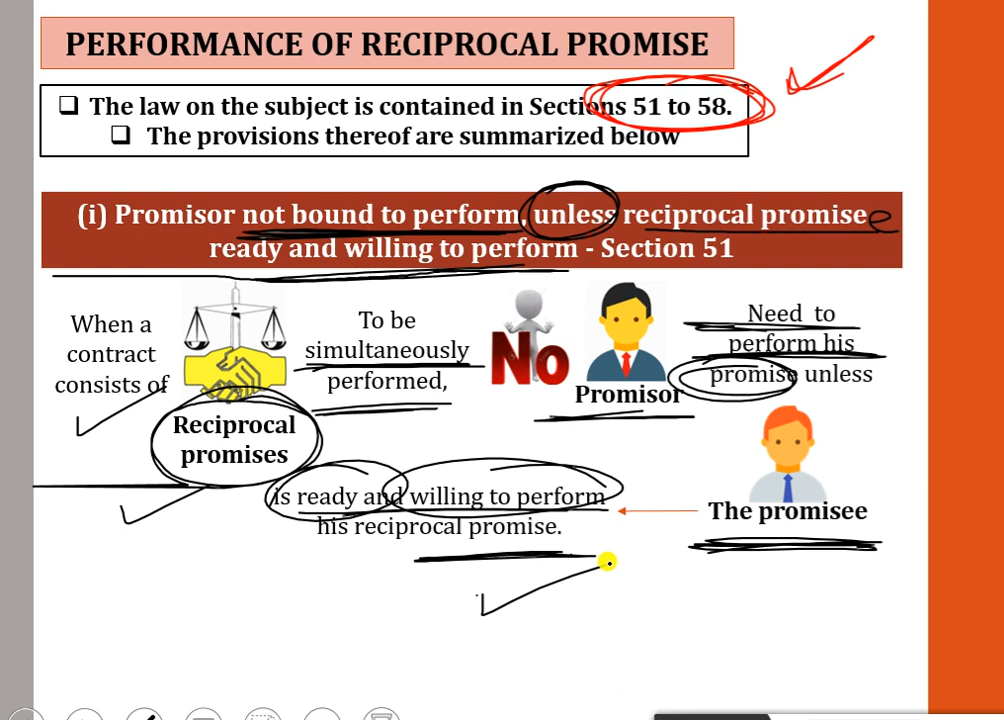 PERFORMANCE OF RECIPROCAL PROMISE
❑ The law on the subject is contained in Sections 51 to 58.
❑ The provisions thereof are summarized below
(i) Promisor not bound to perform, unless reciprocal promisee
ready and willing to perform - Section 51
When a
contract
consists of
Reciprocal
promises
To be
simultaneously
performed,
No
Promisor
Need to
perform his
promise unless
The promisee
is ready and willing to perform
his reciprocal promise.